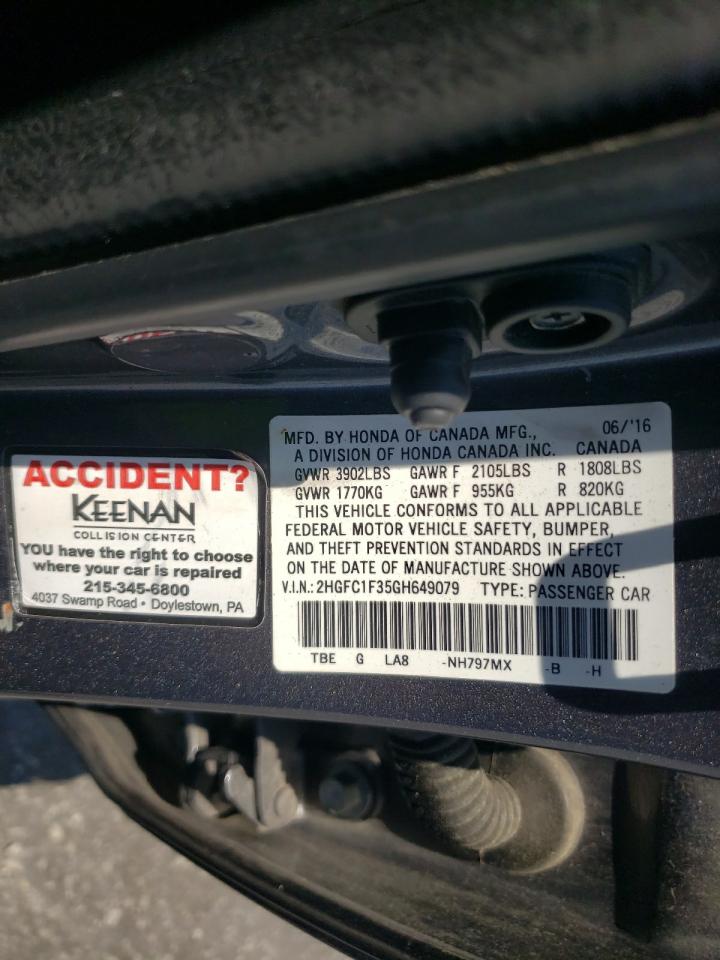 ACCIDENT?
KEENAN
COLLISION CENTER
YOU have the right to choose
where your car is repaired
215-345-6800
4037 Swamp Road • Doylestown, PA
MFD. BY HONDA OF CANADA MFG., 06/'16
A DIVISION OF HONDA CANADA INC. CANADA
GVWR 3902LBS GAWR F 2105LBS R 1808LBS
GVWR 1770KG GAWR F 955KG R 820KG
THIS VEHICLE CONFORMS TO ALL APPLICABLE
FEDERAL MOTOR VEHICLE SAFETY, BUMPER,
AND THEFT PREVENTION STANDARDS IN EFFECT
ON THE DATE OF MANUFACTURE SHOWN ABOVE.
V.I.N.: 2HGFC1F35GH649079 TYPE: PASSENGER CAR
TBE G LA8 -NH797MX -B -H